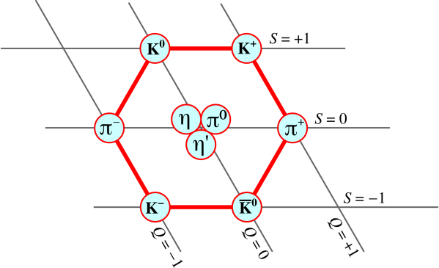 K⁰ K⁺ S = +1
π⁻ η π⁰ π⁺ S = 0
η'
K⁻ K̅⁰ S = −1
Q = −1 Q = 0 Q = +1